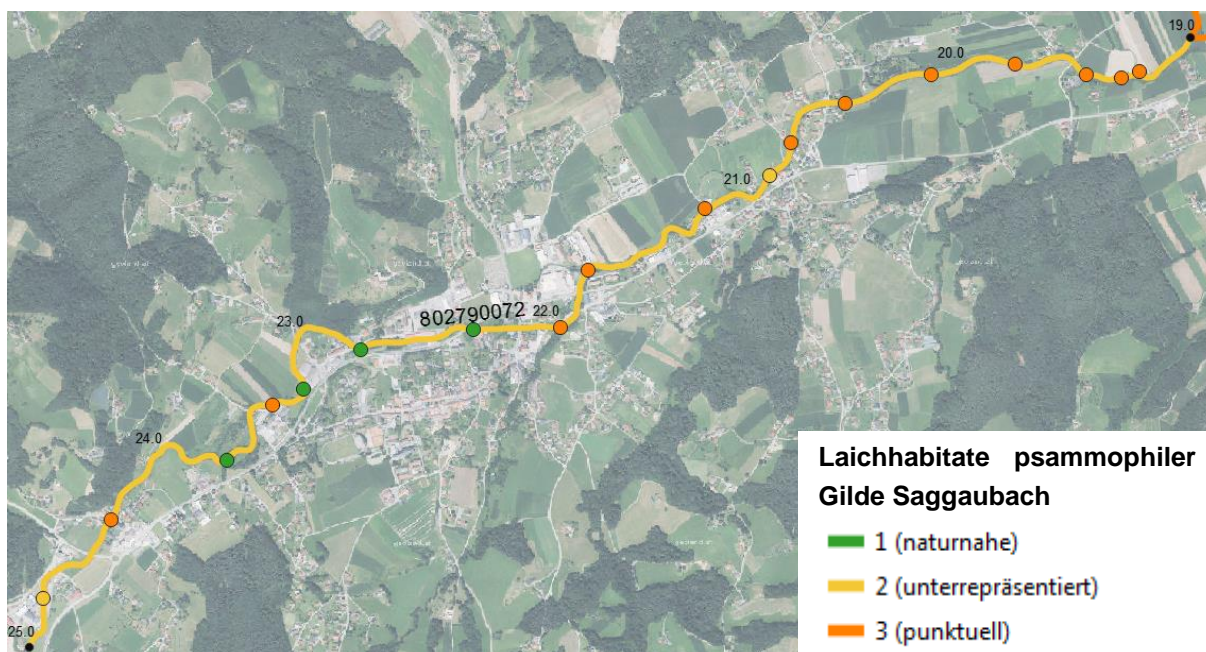 19.0
20.0
21.0
22.0
802790072
23.0
24.0
25.0
Laichhabitate psammophiler
Gilde Saggaubach
1 (naturnahe)
2 (unterrepräsentiert)
3 (punktuell)